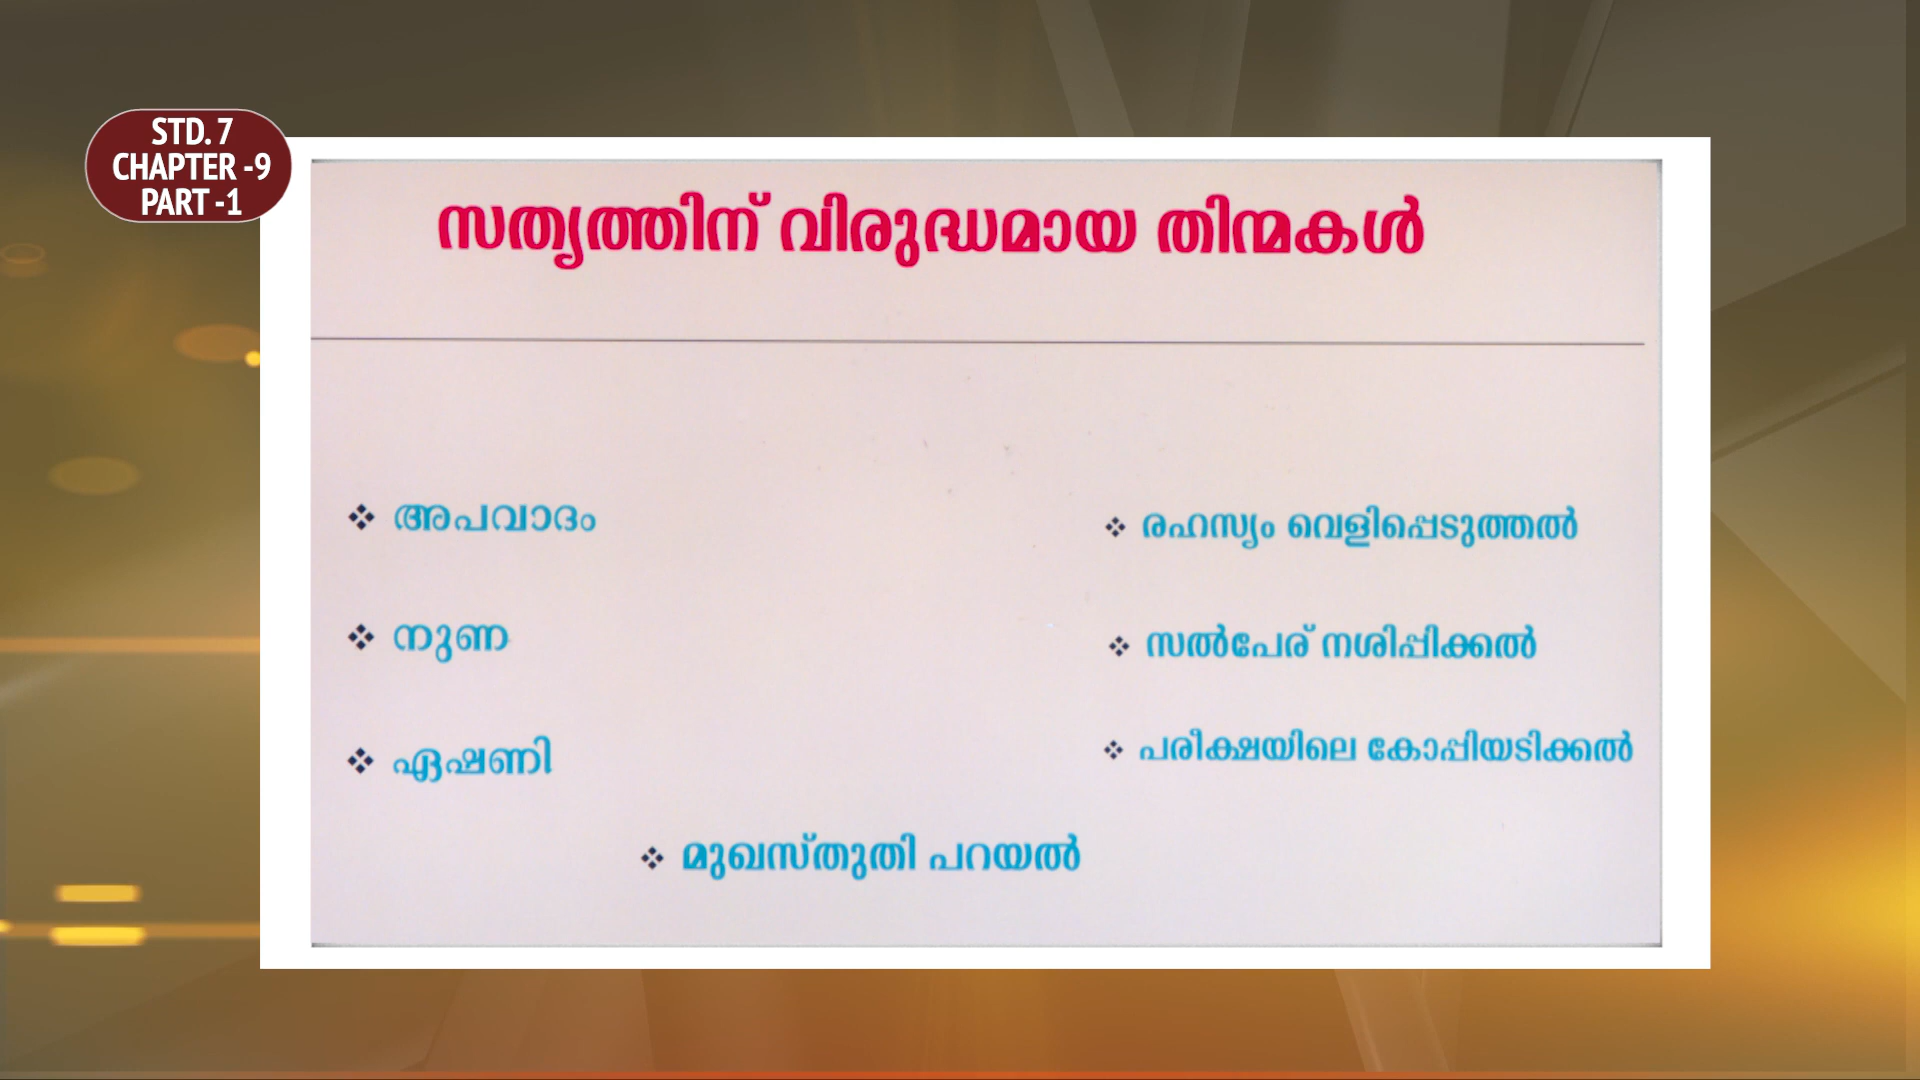 STD. 7
CHAPTER -9
PART -1
സത്യത്തിന് വിരുദ്ധമായ തിന്മകൾ
❖ അപവാദം
❖ നുണ
❖ ഏഷണി
❖ രഹസ്യം വെളിപ്പെടുത്തൽ
❖ സൽപേര് നശിപ്പിക്കൽ
❖ പരീക്ഷയിലെ കോപ്പിയടിക്കൽ
❖ മുഖസ്തുതി പറയൽ